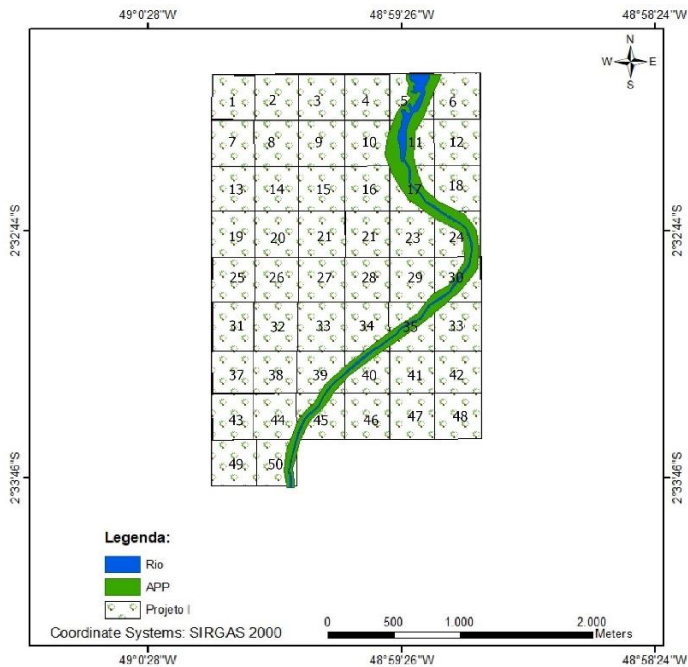 49°0'28"W 48°59'26"W 48°58'24"W
N
W E
S
1 2 3 4 5 6
7 8 9 10 11 12
13 14 15 16 17 18
2°32'44"S 2°32'44"S
19 20 21 21 23 24
25 26 27 28 29 30
31 32 33 34 35 33
37 38 39 40 41 42
43 44 45 46 47 48
2°33'46"S 2°33'46"S
49 50
Legenda:
Rio
APP
Projeto I
0 500 1.000 2.000
Meters
Coordinate Systems: SIRGAS 2000
49°0'28"W 48°59'26"W 48°58'24"W